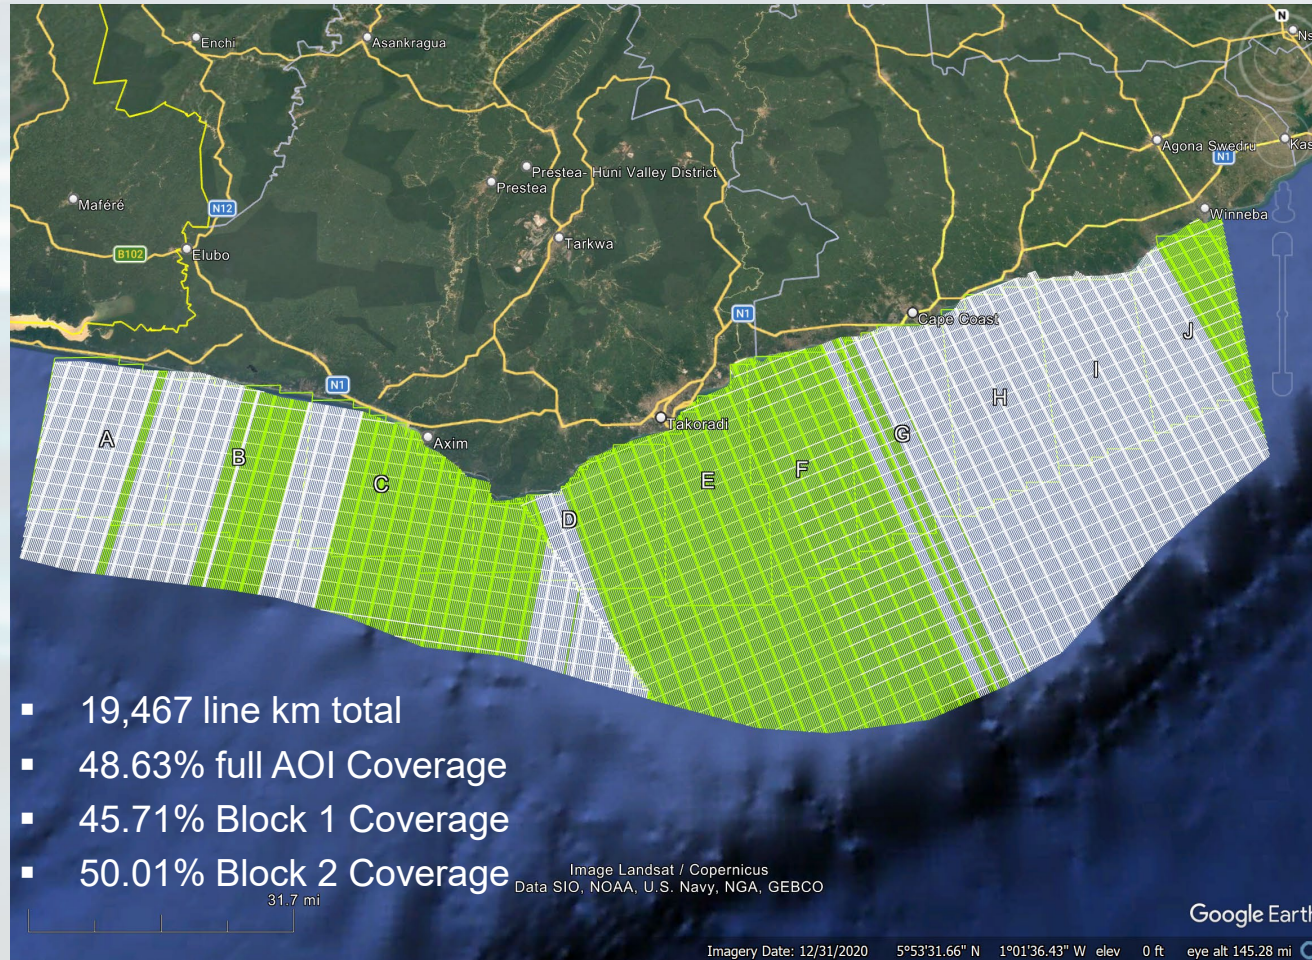 N
Ns
Enchi
Asankragua
Agona Swedru
Kas
N1
Prestea- Huni Valley District
Prestea
Maféré
N12
Winneba
Tarkwa
B102
Elubo
N1
Cape Coast
J
I
N1
H
Takoradi
G
A
Axim
B
F
E
C
D
▪ 19,467 line km total
▪ 48.63% full AOI Coverage
▪ 45.71% Block 1 Coverage
▪ 50.01% Block 2 Coverage
Image Landsat / Copernicus
Data SIO, NOAA, U.S. Navy, NGA, GEBCO
31.7 mi
Google Earth
Imagery Date: 12/31/2020 5°53'31.66" N 1°01'36.43" W elev 0 ft eye alt 145.28 mi